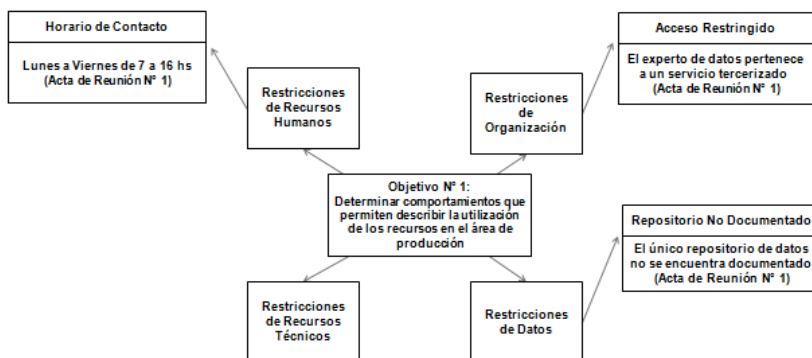 Horario de Contacto
Lunes a Viernes de 7 a 16 hs
(Acta de Reunión N° 1)
Restricciones
de Recursos
Humanos
Acceso Restringido
El experto de datos pertenece
a un servicio tercerizado
(Acta de Reunión N° 1)
Restricciones
de
Organización
Objetivo N° 1:
Determinar comportamientos que
permiten describir la utilización
de los recursos en el área de
producción
Repositorio No Documentado
El único repositorio de datos
no se encuentra documentado
(Acta de Reunión N° 1)
Restricciones
de Recursos
Técnicos
Restricciones
de Datos